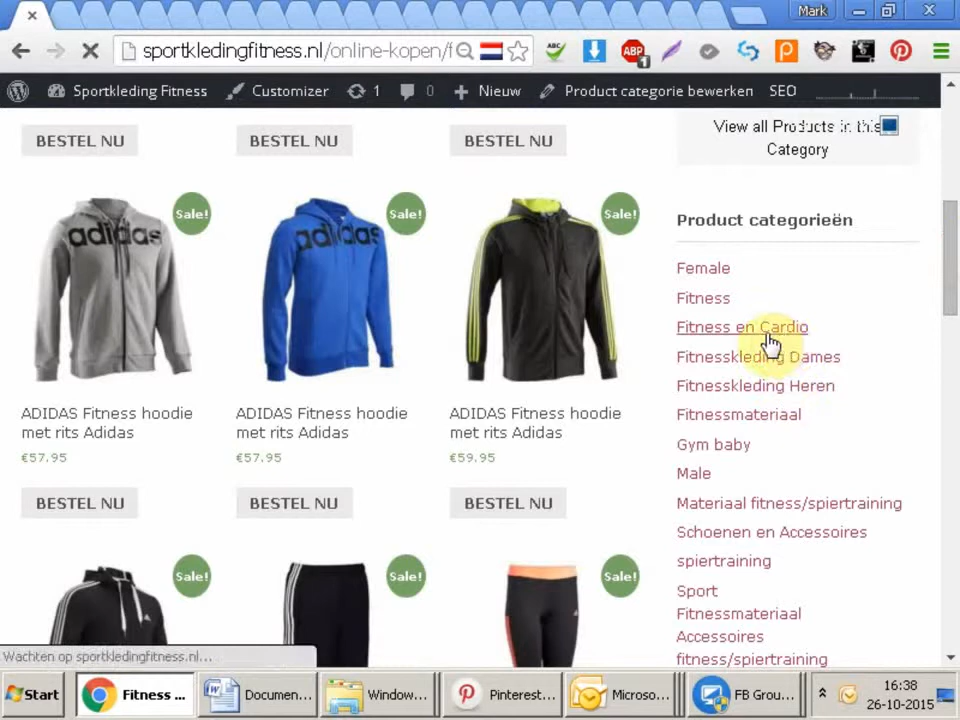 Mark
sportkledingfitness.nl/online-kopen/f
ABC
ABP
1
Sportkleding Fitness
Customizer
1
0
Nieuw
Product categorie bewerken
SEO
BESTEL NU
BESTEL NU
BESTEL NU
View all Products in this
Category
Sale!
Sale!
Sale!
adidas
adidas
Product categorieën
Female
Fitness
Fitness en Cardio
Fitnesskleding Dames
Fitnesskleding Heren
Fitnessmateriaal
Gym baby
Male
Materiaal fitness/spiertraining
Schoenen en Accessoires
spiertraining
Sport
Fitnessmateriaal
Accessoires
fitness/spiertraining
ADIDAS Fitness hoodie
met rits Adidas
€57.95
ADIDAS Fitness hoodie
met rits Adidas
€57.95
ADIDAS Fitness hoodie
met rits Adidas
€59.95
BESTEL NU
BESTEL NU
BESTEL NU
Sale!
Sale!
Sale!
Wachten op sportkledingfitness.nl...
Start
Fitness ...
Documen...
Window...
Pinterest...
Microso...
FB Grou...
16:38
26-10-2015